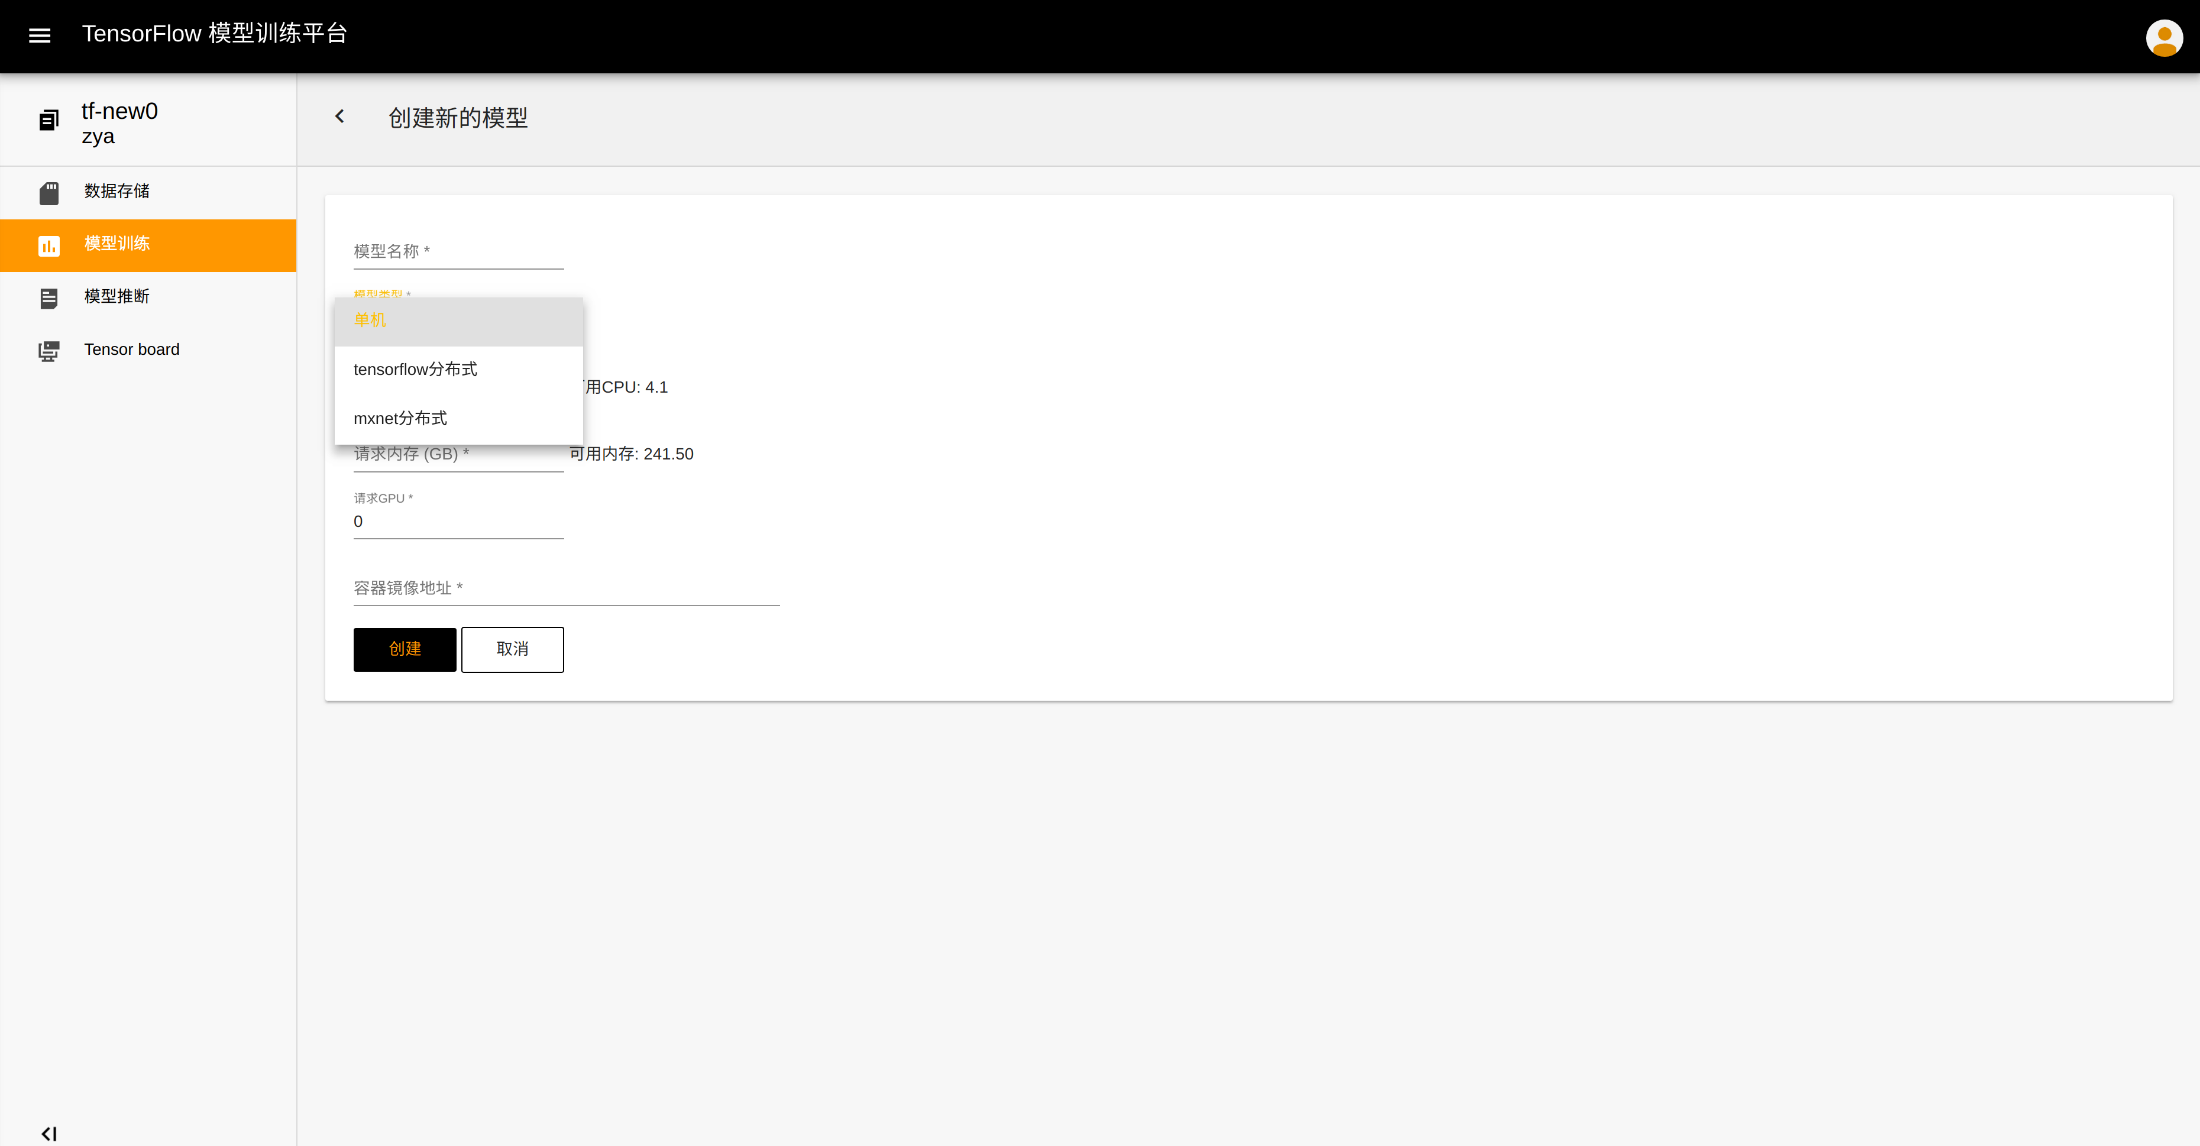 TensorFlow 模型训练平台
tf-new0
zya
创建新的模型
数据存储
模型训练
模型推断
Tensor board
模型名称 *
模型类型 *
单机
tensorflow分布式
mxnet分布式
用CPU: 4.1
请求内存 (GB) *
可用内存: 241.50
请求GPU *
0
容器镜像地址 *
创建
取消